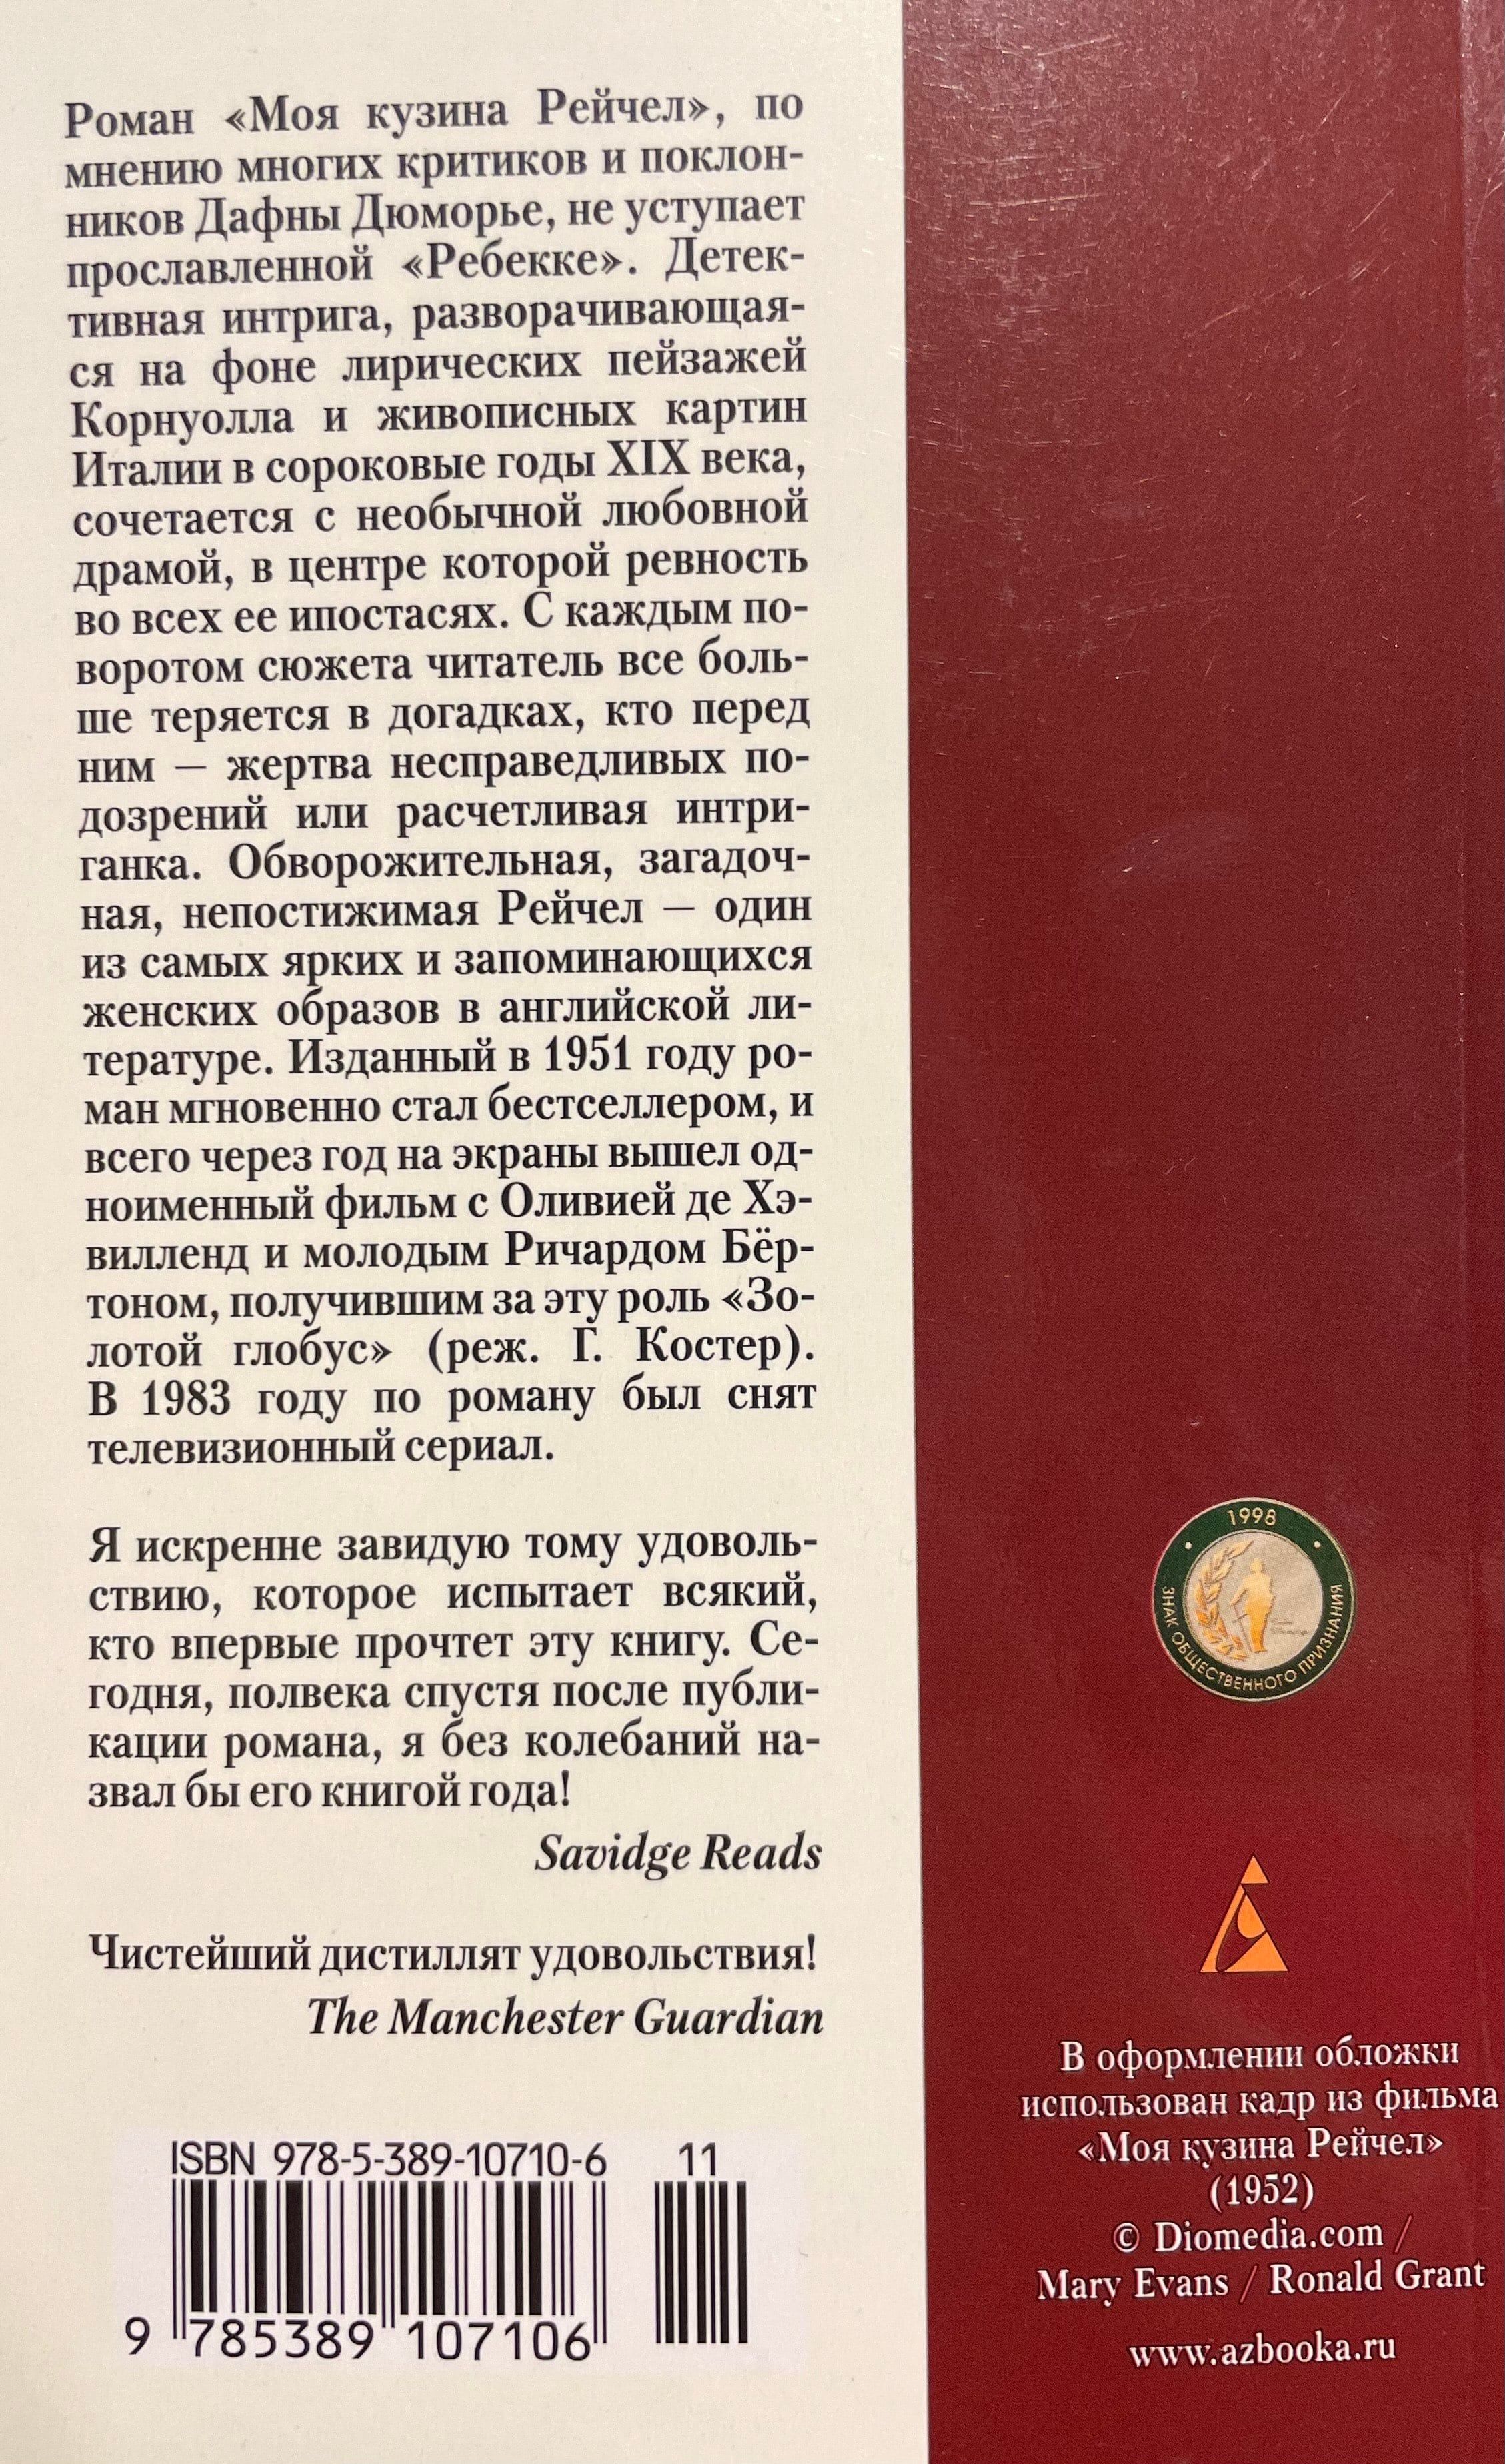 Роман «Моя кузина Рейчел», по
мнению многих критиков и поклон-
ников Дафны Дюморье, не уступает
прославленной «Ребекке». Детек-
тивная интрига, разворачивающая-
ся на фоне лирических пейзажей
Корнуолла и живописных картин
Италии в сороковые годы XIX века,
сочетается с необычной любовной
драмой, в центре которой ревность
во всех ее ипостасях. С каждым по-
воротом сюжета читатель все боль-
ше теряется в догадках, кто перед
ним — жертва несправедливых по-
дозрений или расчетливая интри-
ганка. Обворожительная, загадоч-
ная, непостижимая Рейчел — один
из самых ярких и запоминающихся
женских образов в английской ли-
тературе. Изданный в 1951 году ро-
ман мгновенно стал бестселлером, и
всего через год на экраны вышел од-
ноименный фильм с Оливией де Хэ-
вилленд и молодым Ричардом Бёр-
тоном, получившим за эту роль «Зо-
лотой глобус» (реж. Г. Костер).
В 1983 году по роману был снят
телевизионный сериал.
Я искренне завидую тому удоволь-
ствию, которое испытает всякий,
кто впервые прочтет эту книгу. Се-
годня, полвека спустя после публи-
кации романа, я без колебаний на-
звал бы его книгой года!
Savidge Reads
Чистейший дистиллят удовольствия!
The Manchester Guardian
ISBN 978-5-389-10710-6 11
9 785389 107106
1998
ЗНАК ОБЩЕСТВЕННОГО ПРИЗНАНИЯ
В оформлении обложки
использован кадр из фильма
«Моя кузина Рейчел»
(1952)
© Diomedia.com /
Mary Evans / Ronald Grant
www.azbooka.ru